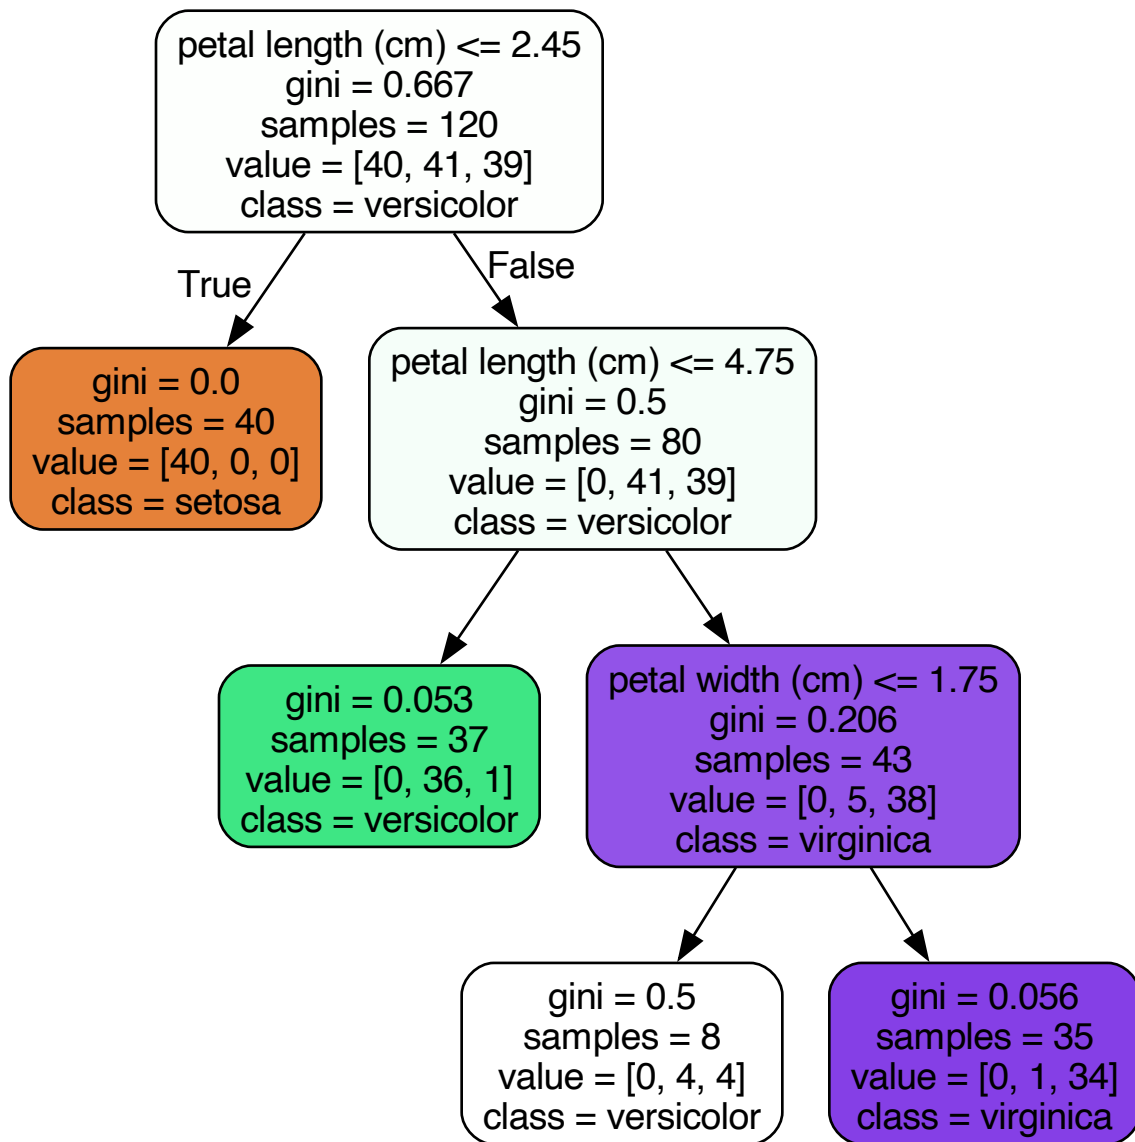 petal length (cm) <= 2.45
gini = 0.667
samples = 120
value = [40, 41, 39]
class = versicolor
True
False
gini = 0.0
samples = 40
value = [40, 0, 0]
class = setosa
petal length (cm) <= 4.75
gini = 0.5
samples = 80
value = [0, 41, 39]
class = versicolor
gini = 0.053
samples = 37
value = [0, 36, 1]
class = versicolor
petal width (cm) <= 1.75
gini = 0.206
samples = 43
value = [0, 5, 38]
class = virginica
gini = 0.5
samples = 8
value = [0, 4, 4]
class = versicolor
gini = 0.056
samples = 35
value = [0, 1, 34]
class = virginica